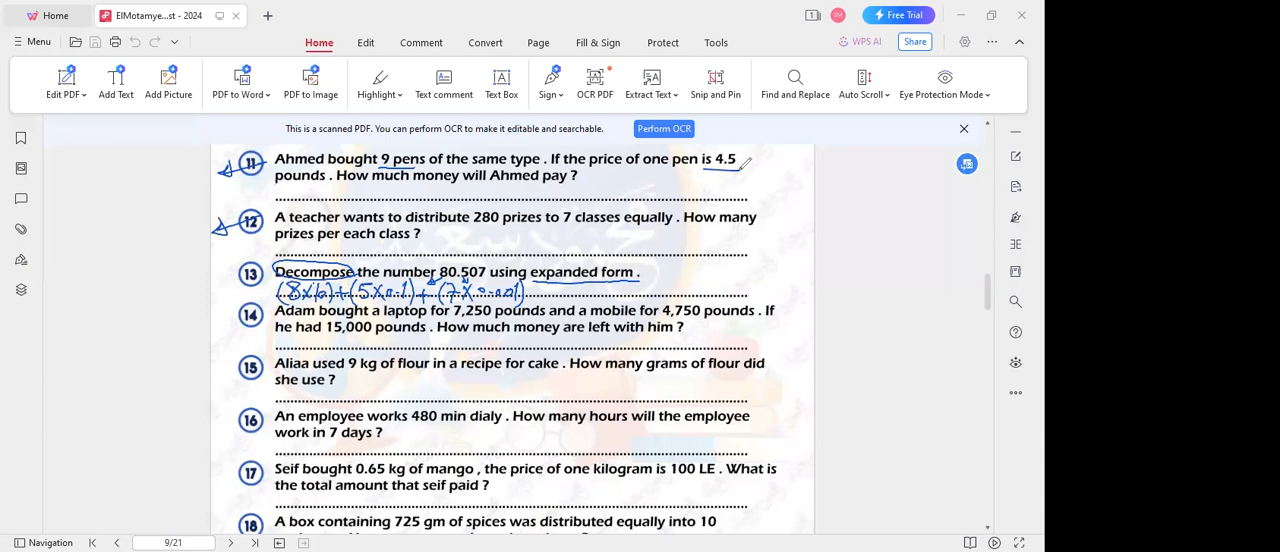 Home
ElMotamye...st - 2024
1
SM
Free Trial
Menu
Home Edit Comment Convert Page Fill & Sign Protect Tools
WPS AI
Share
Edit PDF Add Text Add Picture PDF to Word PDF to Image Highlight Text comment Text Box Sign OCR PDF Extract Text Snip and Pin Find and Replace Auto Scroll Eye Protection Mode
This is a scanned PDF. You can perform OCR to make it editable and searchable.
Perform OCR
11 Ahmed bought 9 pens of the same type . If the price of one pen is 4.5
pounds . How much money will Ahmed pay ?
12 A teacher wants to distribute 280 prizes to 7 classes equally . How many
prizes per each class ?
13 Decompose the number 80.507 using expanded form .
(8x10)+(5x0.1)+(7x0.001)
14 Adam bought a laptop for 7,250 pounds and a mobile for 4,750 pounds . If
he had 15,000 pounds . How much money are left with him ?
15 Aliaa used 9 kg of flour in a recipe for cake . How many grams of flour did
she use ?
16 An employee works 480 min dialy . How many hours will the employee
work in 7 days ?
17 Seif bought 0.65 kg of mango , the price of one kilogram is 100 LE . What is
the total amount that seif paid ?
18 A box containing 725 gm of spices was distributed equally into 10
Navigation
9/21